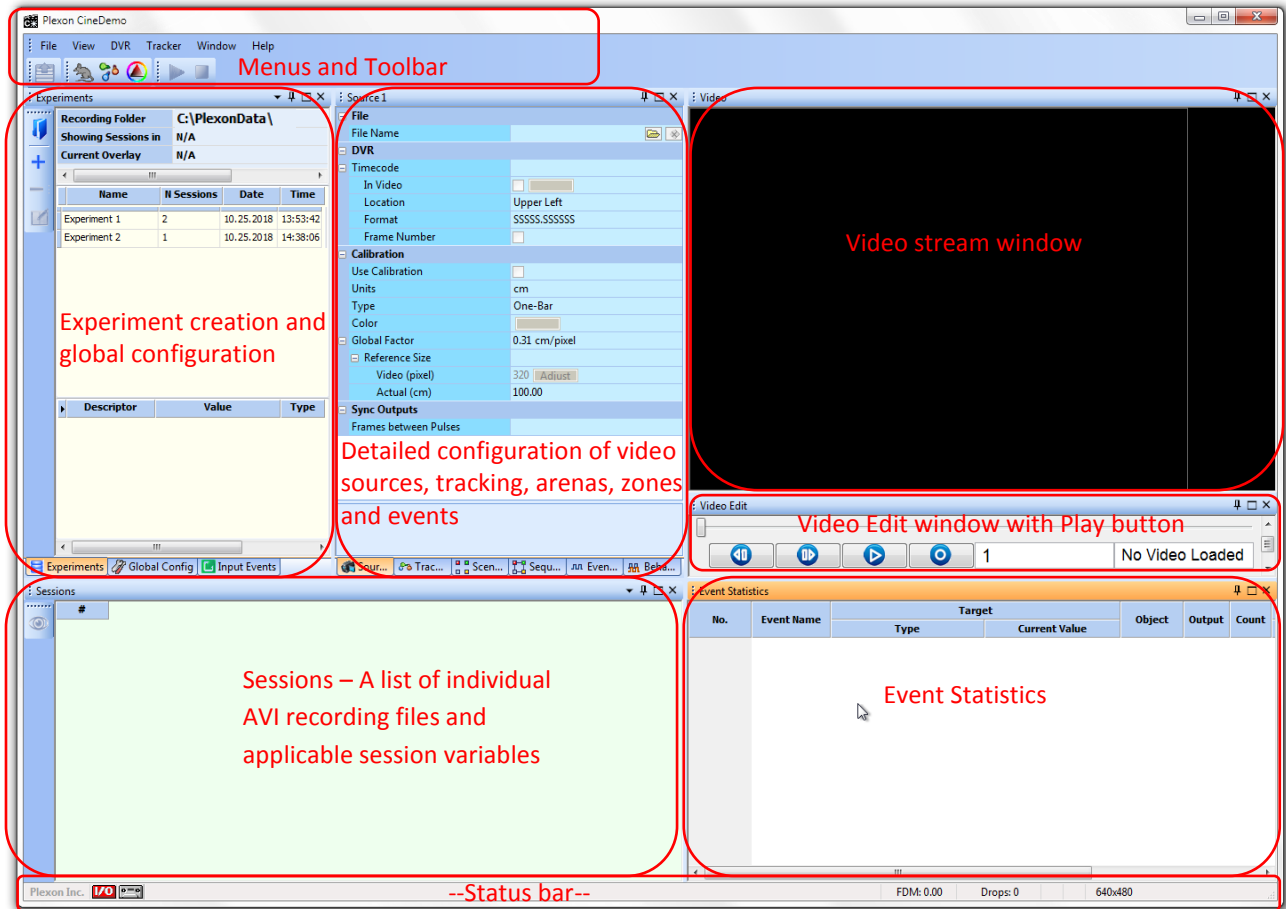 Plexon CineDemo
File View DVR Tracker Window Help
Menus and Toolbar
Experiments
Recording Folder C:\PlexonData\
Showing Sessions in N/A
Current Overlay N/A
Name N Sessions Date Time
Experiment 1 2 10.25.2018 13:53:42
Experiment 2 1 10.25.2018 14:38:06
Experiment creation and
global configuration
Descriptor Value Type
Experiments Global Config Input Events
Source 1
File
File Name
DVR
Timecode
In Video
Location Upper Left
Format SSSSS.SSSSSS
Frame Number
Calibration
Use Calibration
Units cm
Type One-Bar
Color
Global Factor 0.31 cm/pixel
Reference Size
Video (pixel) 320 Adjust
Actual (cm) 100.00
Sync Outputs
Frames between Pulses
Detailed configuration of video
sources, tracking, arenas, zones
and events
Sour... Trac... Scen... Sequ... Even... Beha...
Video
Video stream window
Video Edit
Video Edit window with Play button
1 No Video Loaded
Sessions
#
Sessions – A list of individual
AVI recording files and
applicable session variables
Event Statistics
No. Event Name Target Object Output Count
Type Current Value
Event Statistics
Plexon Inc. I/O --Status bar-- FDM: 0.00 Drops: 0 640x480